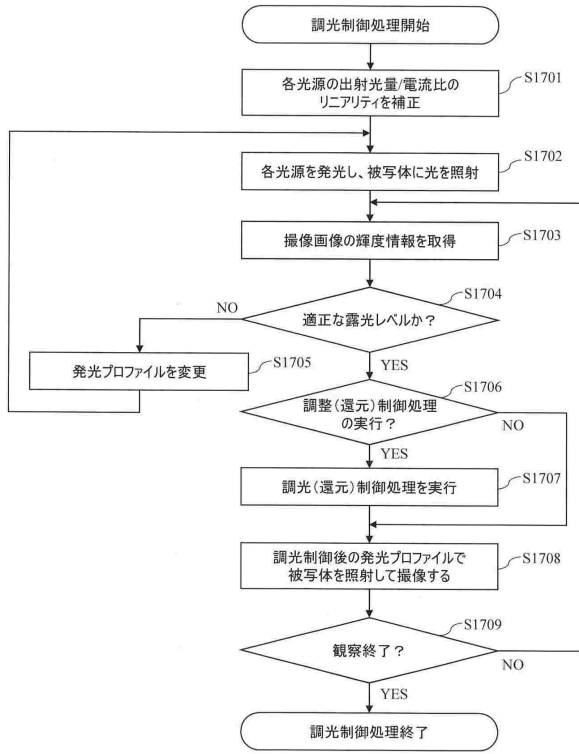 調光制御処理開始
各光源の出射光量/電流比の
リニアリティを補正
S1701
各光源を発光し、被写体に光を照射
S1702
撮像画像の輝度情報を取得
S1703
適正な露光レベルか？
S1704
NO
YES
発光プロファイルを変更
S1705
調整（還元）制御処理
の実行？
S1706
NO
YES
調光（還元）制御処理を実行
S1707
調光制御後の発光プロファイルで
被写体を照射して撮像する
S1708
観察終了？
S1709
NO
YES
調光制御処理終了